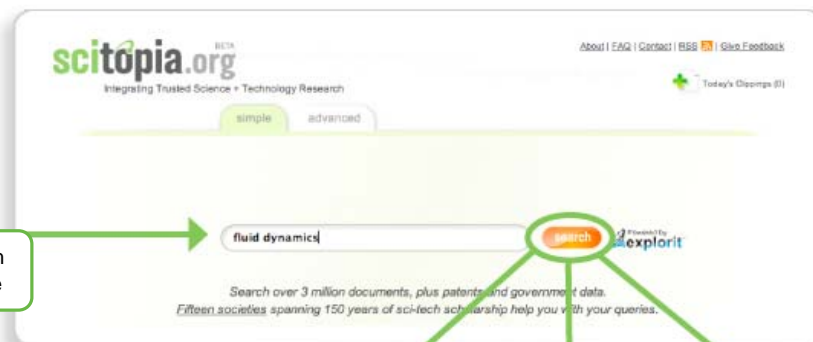 BETA
scitopia.org
Integrating Trusted Science + Technology Research
About | FAQ | Contact | RSS | Give Feedback
Today's Clippings (0)
simple advanced
fluid dynamics
search
Powered by
explorit
Search over 3 million documents, plus patents and government data.
Fifteen societies spanning 150 years of sci-tech scholarship help you with your queries.